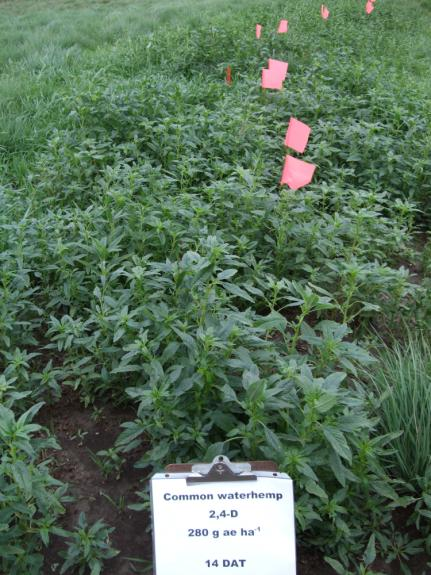 Common waterhemp
2,4-D
280 g ae ha⁻¹
14 DAT